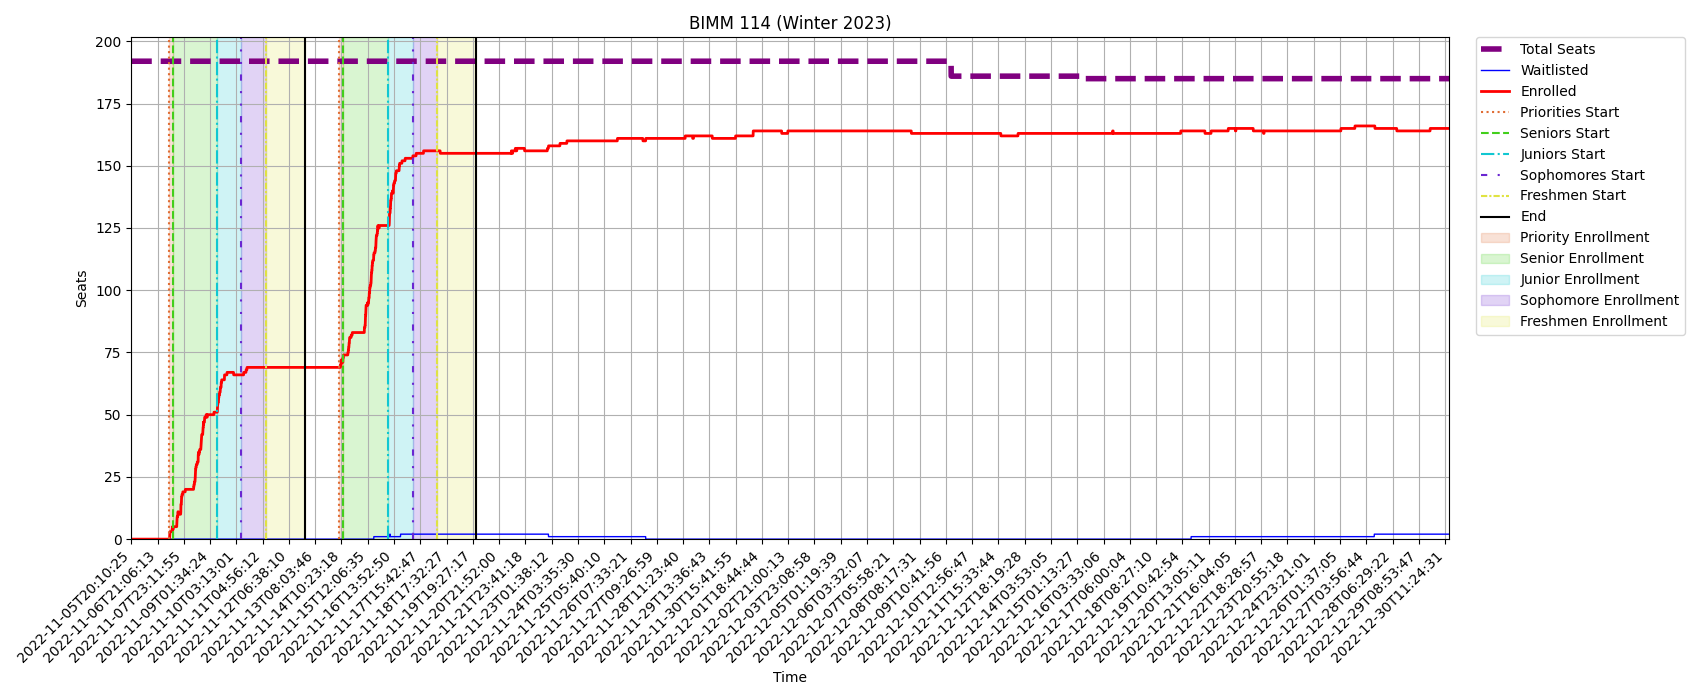 BIMM 114 (Winter 2023)
Seats
200
175
150
125
100
75
50
25
0
2022-11-05T20:10:25
2022-11-06T21:06:13
2022-11-07T23:11:55
2022-11-09T01:34:24
2022-11-10T03:13:01
2022-11-11T04:56:12
2022-11-12T06:38:10
2022-11-13T08:03:46
2022-11-14T10:23:18
2022-11-15T12:06:35
2022-11-16T13:52:50
2022-11-17T15:42:47
2022-11-18T17:32:27
2022-11-19T19:27:17
2022-11-20T21:52:00
2022-11-21T23:41:18
2022-11-23T01:38:12
2022-11-24T03:35:30
2022-11-25T05:40:10
2022-11-26T07:33:21
2022-11-27T09:26:59
2022-11-28T11:23:40
2022-11-29T13:36:43
2022-11-30T15:41:55
2022-12-01T18:44:44
2022-12-02T21:00:13
2022-12-03T23:08:58
2022-12-05T01:19:39
2022-12-06T03:32:07
2022-12-07T05:58:21
2022-12-08T08:17:31
2022-12-09T10:41:56
2022-12-10T12:56:47
2022-12-11T15:33:44
2022-12-12T18:19:28
2022-12-14T03:53:05
2022-12-15T15:13:27
2022-12-16T03:33:06
2022-12-17T06:00:04
2022-12-18T08:27:10
2022-12-19T10:42:54
2022-12-20T13:05:11
2022-12-21T16:04:05
2022-12-22T18:28:57
2022-12-23T20:55:18
2022-12-24T23:21:01
2022-12-26T01:37:05
2022-12-27T03:56:44
2022-12-28T06:29:22
2022-12-29T08:53:47
2022-12-30T11:24:31
Time
Total Seats
Waitlisted
Enrolled
Priorities Start
Seniors Start
Juniors Start
Sophomores Start
Freshmen Start
End
Priority Enrollment
Senior Enrollment
Junior Enrollment
Sophomore Enrollment
Freshmen Enrollment